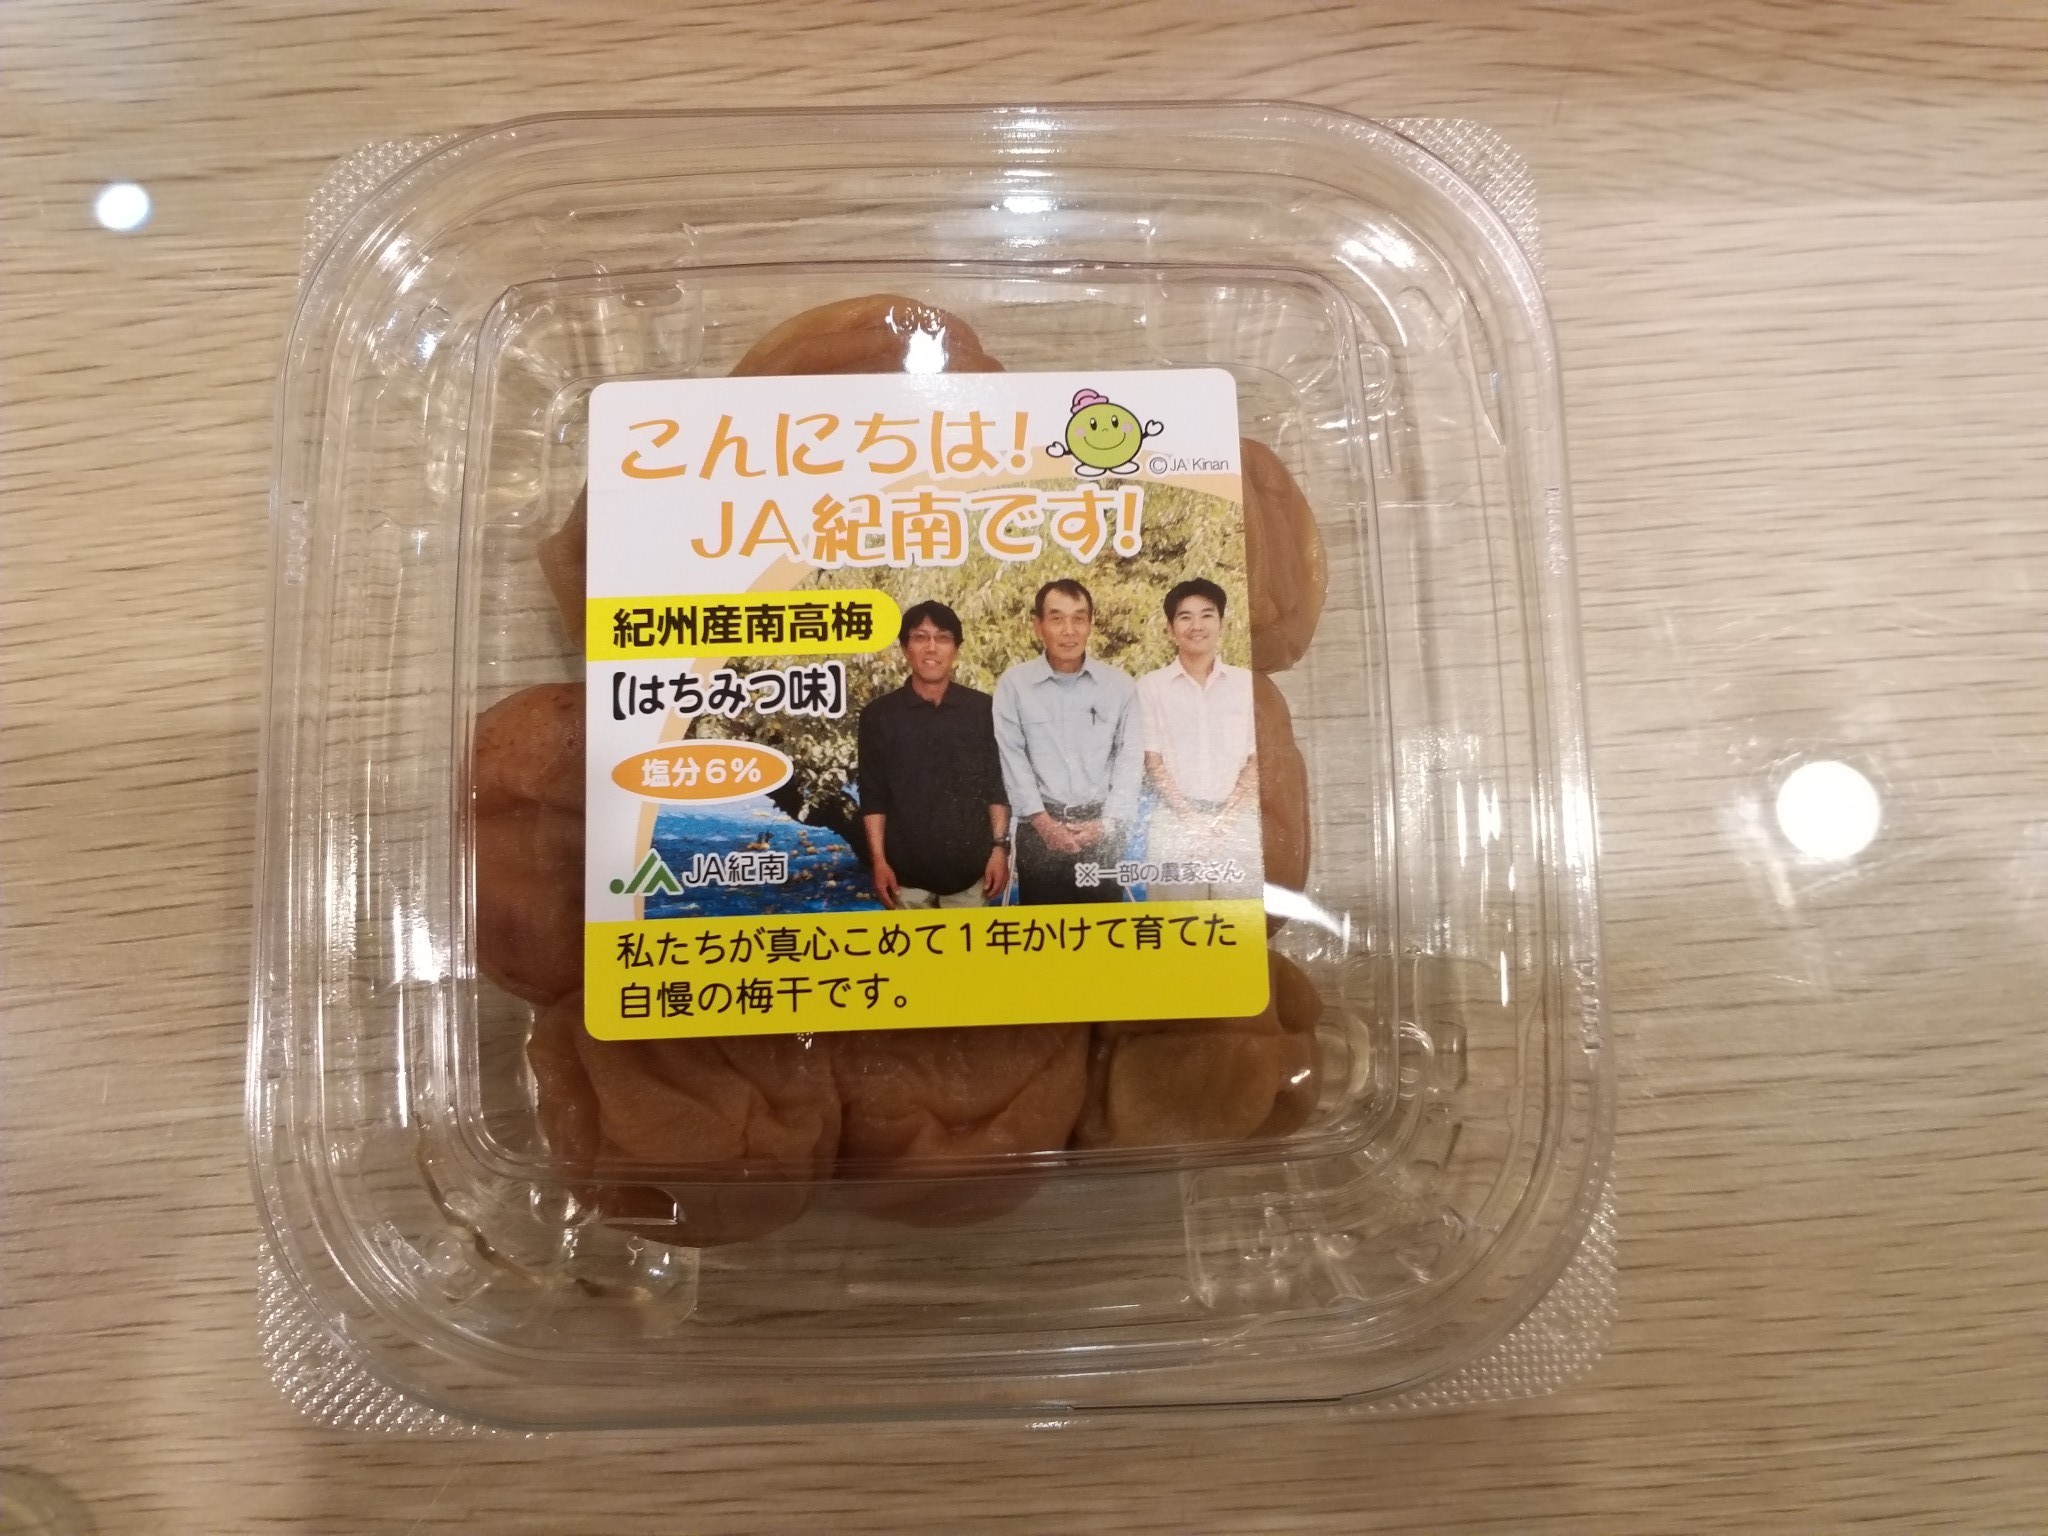 こんにちは!
©JA Kinan
JA紀南です!
紀州産南高梅
【はちみつ味】
塩分6%
JA紀南
※一部の農家さん
私たちが真心こめて1年かけて育てた
自慢の梅干です。